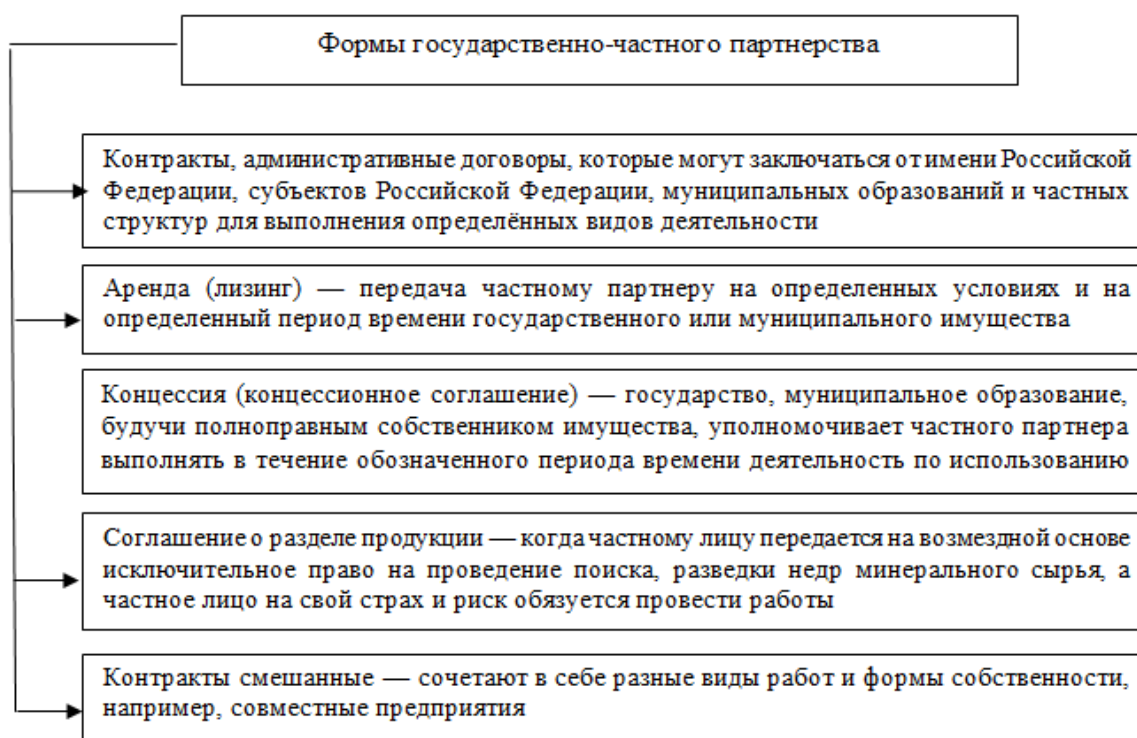 Формы государственно-частного партнерства
Контракты, административные договоры, которые могут заключаться от имени Российской
Федерации, субъектов Российской Федерации, муниципальных образований и частных
структур для выполнения определённых видов деятельности
Аренда (лизинг) — передача частному партнеру на определенных условиях и на
определенный период времени государственного или муниципального имущества
Концессия (концессионное соглашение) — государство, муниципальное образование,
будучи полноправным собственником имущества, уполномочивает частного партнера
выполнять в течение обозначенного периода времени деятельность по использованию
Соглашение о разделе продукции — когда частному лицу передается на возмездной основе
исключительное право на проведение поиска, разведки недр минерального сырья, а
частное лицо на свой страх и риск обязуется провести работы
Контракты смешанные — сочетают в себе разные виды работ и формы собственности,
например, совместные предприятия